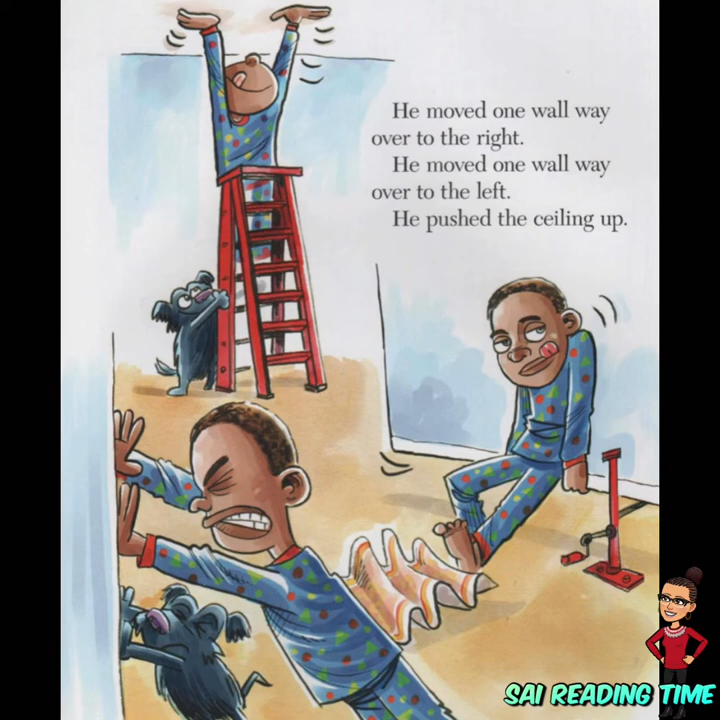 He moved one wall way
over to the right.
He moved one wall way
over to the left.
He pushed the ceiling up.
SAI READING TIME